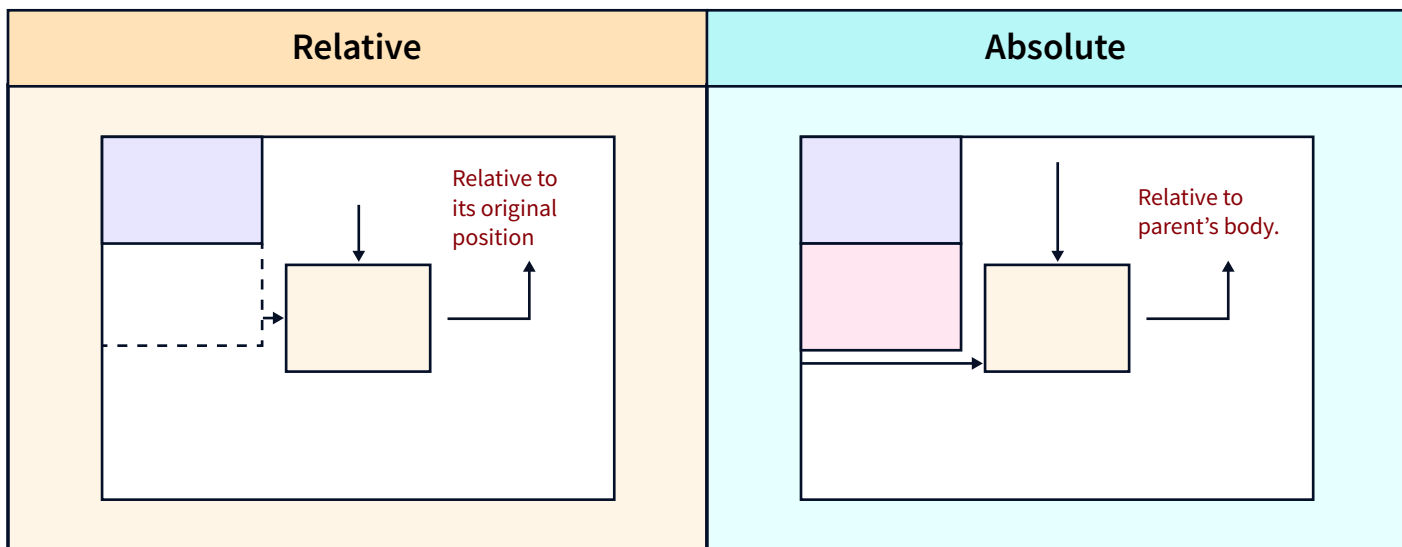 Relative
Absolute
Relative to
its original
position
Relative to
parent’s body.